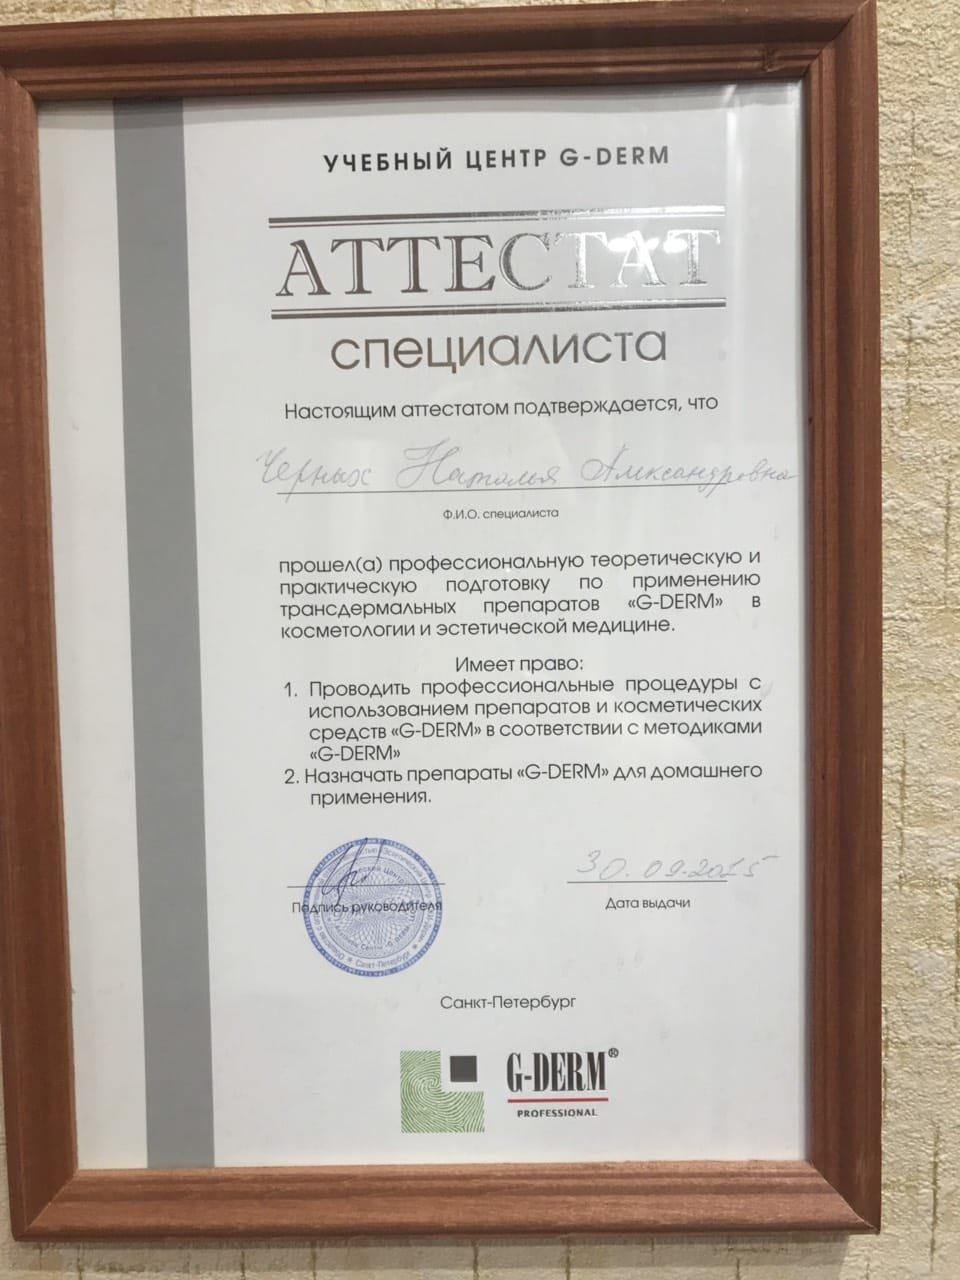 УЧЕБНЫЙ ЦЕНТР G-DERM
АТТЕСТАТ
специалиста
Настоящим аттестатом подтверждается, что
Черных Наталья Александровна
Ф.И.О. специалиста
прошел(а) профессиональную теоретическую и
практическую подготовку по применению
трансдермальных препаратов «G-DERM» в
косметологии и эстетической медицине.
Имеет право:
1. Проводить профессиональные процедуры с
использованием препаратов и косметических
средств «G-DERM» в соответствии с методиками
«G-DERM»
2. Назначать препараты «G-DERM» для домашнего
применения.
30.09.2015
Подпись руководителя
Дата выдачи
Санкт-Петербург
Санкт-Петербург
G-DERM®
PROFESSIONAL